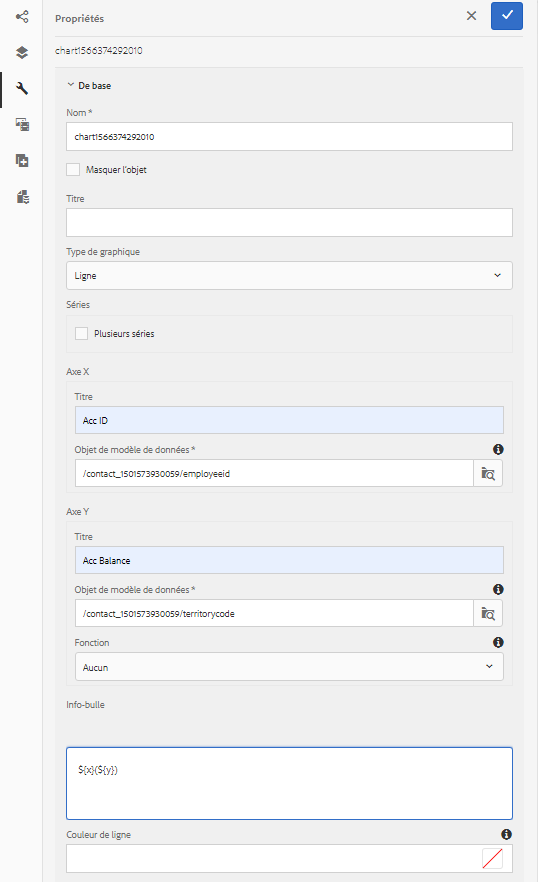 Propriétés
chart1566374292010
De base
Nom *
chart1566374292010
Masquer l'objet
Titre
Type de graphique
Ligne
Séries
Plusieurs séries
Axe X
Titre
Acc ID
Objet de modèle de données *
/contact_1501573930059/employeeid
Axe Y
Titre
Acc Balance
Objet de modèle de données *
/contact_1501573930059/territorycode
Fonction
Aucun
Info-bulle
${x}(${y})
Couleur de ligne